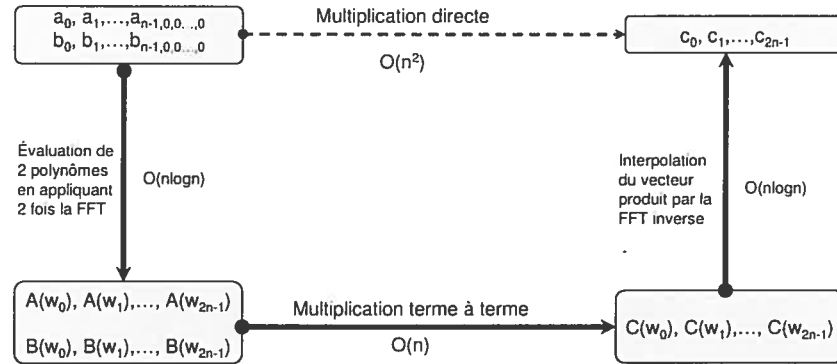 a₀, a₁,...,aₙ₋₁,₀,₀...,₀
b₀, b₁,...,bₙ₋₁,₀,₀...,₀
Multiplication directe
O(n²)
c₀, c₁,...,c₂ₙ₋₁
Évaluation de
2 polynômes
en appliquant
2 fois la FFT
O(nlogn)
Interpolation
du vecteur
produit par la
FFT inverse
O(nlogn)
A(w₀), A(w₁),..., A(w₂ₙ₋₁)
B(w₀), B(w₁),..., B(w₂ₙ₋₁)
Multiplication terme à terme
O(n)
C(w₀), C(w₁),..., C(w₂ₙ₋₁)